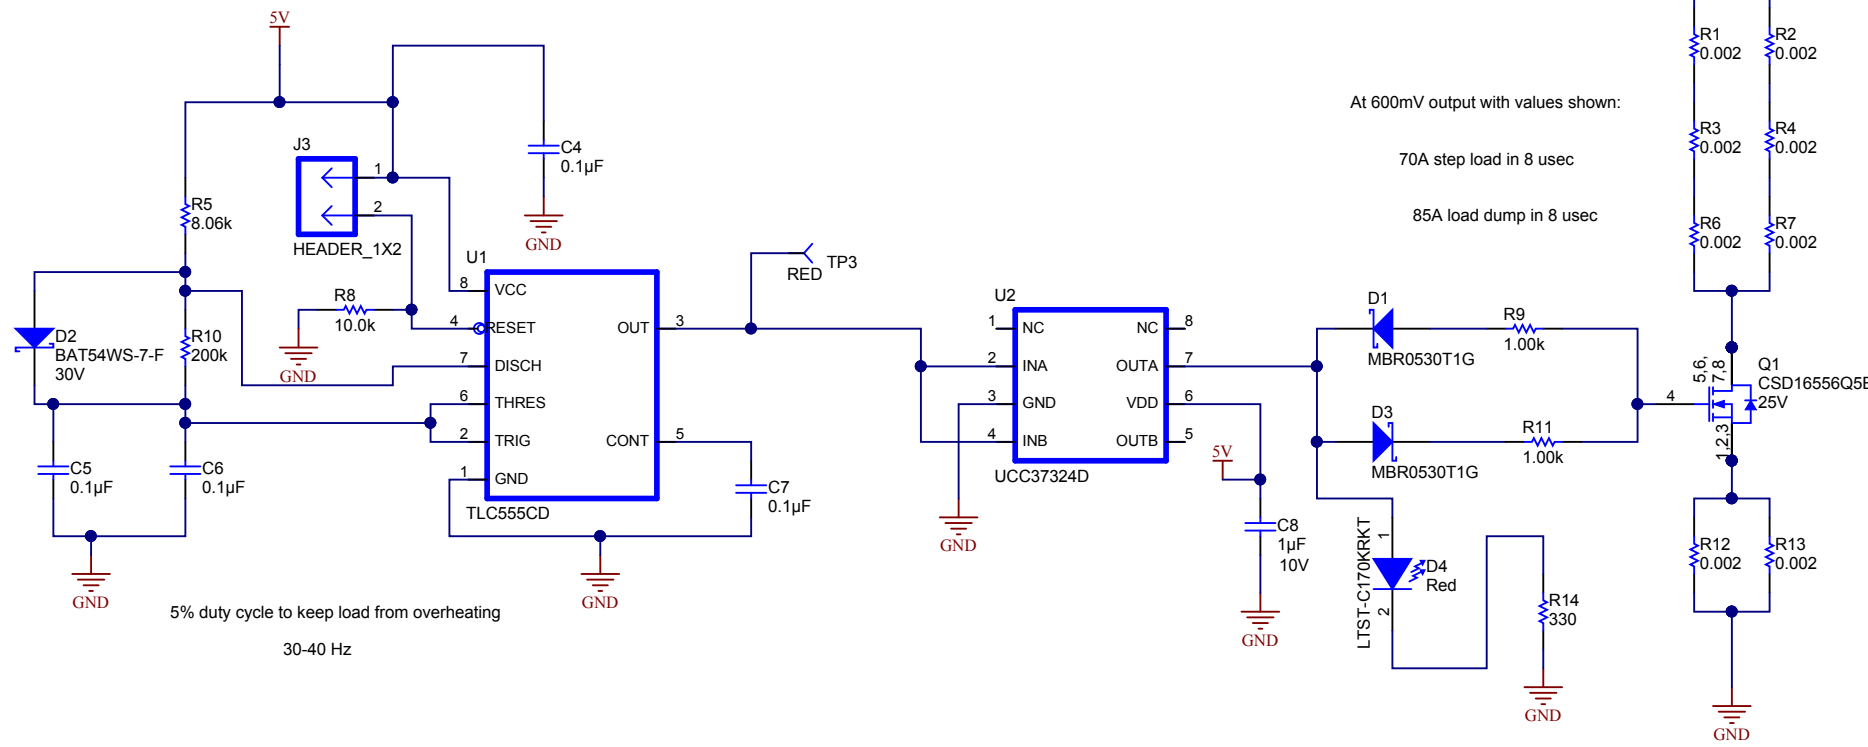 5V
J3
1
2
HEADER_1X2
C4
0.1µF
GND
R5
8.06k
R8
10.0k
GND
D2
BAT54WS-7-F
30V
R10
200k
C5
0.1µF
C6
0.1µF
GND
U1
8
VCC
4
RESET
7
DISCH
6
THRES
2
TRIG
1
GND
OUT
3
CONT
5
TLC555CD
C7
0.1µF
GND
TP3
RED
5% duty cycle to keep load from overheating
30-40 Hz
U2
1
NC
2
INA
3
GND
4
INB
NC
8
OUTA
7
VDD
6
OUTB
5
UCC37324D
GND
5V
C8
1µF
10V
GND
D1
MBR0530T1G
R9
1.00k
D3
MBR0530T1G
R11
1.00k
LTST-C170KRKT
1
2
D4
Red
R14
330
GND
At 600mV output with values shown:
70A step load in 8 usec
85A load dump in 8 usec
R1
0.002
R2
0.002
R3
0.002
R4
0.002
R6
0.002
R7
0.002
4
5,6,
7,8
1,2,3
Q1
CSD16556Q5
25V
R12
0.002
R13
0.002
GND